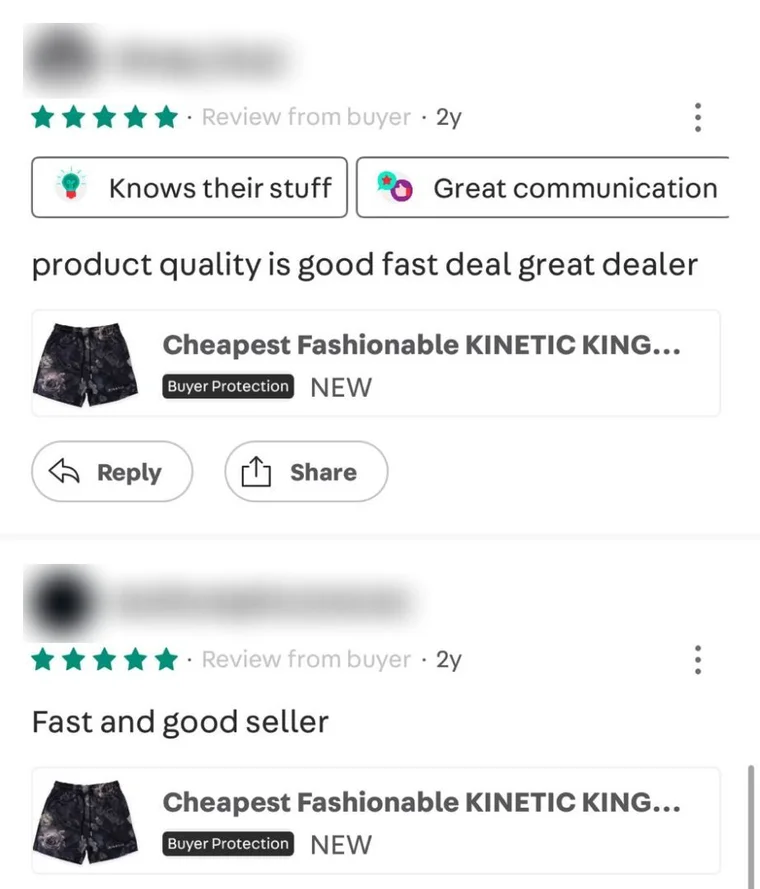 · Review from buyer · 2y
Knows their stuff
Great communication
product quality is good fast deal great dealer
Cheapest Fashionable KINETIC KING...
Buyer Protection NEW
Reply
Share
· Review from buyer · 2y
Fast and good seller
Cheapest Fashionable KINETIC KING...
Buyer Protection NEW